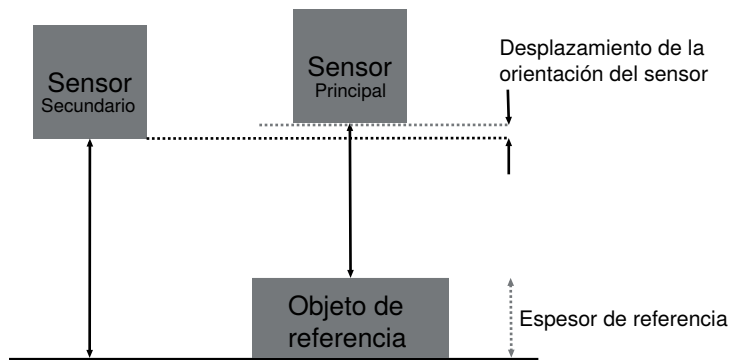 Sensor
Secundario
Sensor
Principal
Desplazamiento de la
orientación del sensor
Objeto de
referencia
Espesor de referencia